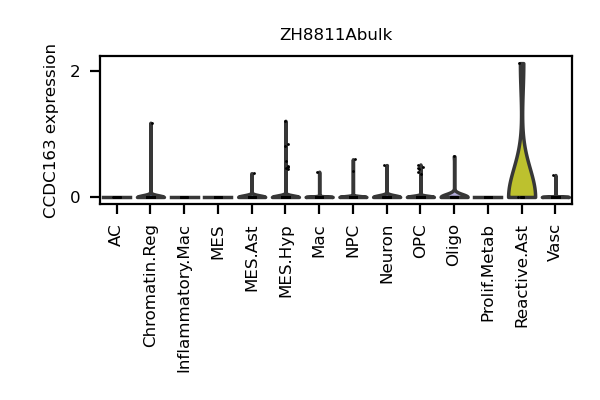 ZH8811Abulk
CCDC163 expression
2
0
AC
Chromatin.Reg
Inflammatory.Mac
MES
MES.Ast
MES.Hyp
Mac
NPC
Neuron
OPC
Oligo
Prolif.Metab
Reactive.Ast
Vasc